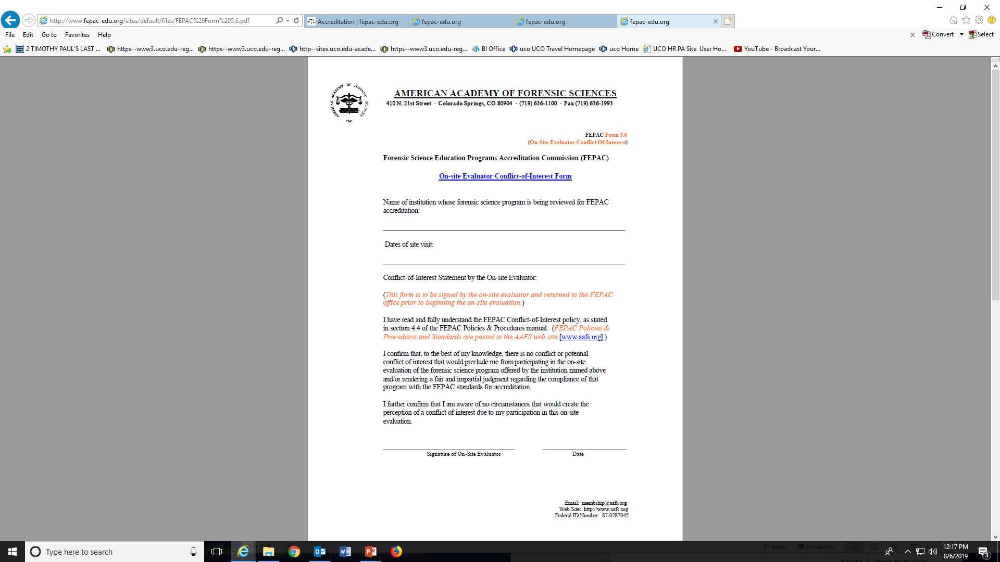 http://www.fepac-edu.org/sites/default/files/FEPAC%20Form%205.6.pdf
Accreditation | fepac-edu.org
fepac-edu.org
fepac-edu.org
fepac-edu.org
File Edit Go to Favorites Help
Convert Select
2 TIMOTHY PAUL'S LAST ...
https--www3.uco.edu-reg...
https--www3.uco.edu-reg...
http--sites.uco.edu-acade...
https--www3.uco.edu-reg...
BI Office
uco UCO Travel Homepage
uco Home
UCO HR PA Site User Ho...
YouTube - Broadcast Your...
AMERICAN ACADEMY OF FORENSIC SCIENCES
1948
AMERICAN ACADEMY OF FORENSIC SCIENCES
410 N. 21st Street · Colorado Springs, CO 80904 · (719) 636-1100 · Fax (719) 636-1993
FEPAC Form 5.6
(On-Site Evaluator Conflict-Of-Interest)
Forensic Science Education Programs Accreditation Commission (FEPAC)
On-site Evaluator Conflict-of-Interest Form
Name of institution whose forensic science program is being reviewed for FEPAC
accreditation:
Dates of site visit:
Conflict-of-Interest Statement by the On-site Evaluator:
(This form is to be signed by the on-site evaluator and returned to the FEPAC
office prior to beginning the on-site evaluation.)
I have read and fully understand the FEPAC Conflict-of-Interest policy, as stated
in section 4.4 of the FEPAC Policies & Procedures manual. (FEPAC Policies &
Procedures and Standards are posted to the AAFS web site [www.aafs.org].)
I confirm that, to the best of my knowledge, there is no conflict or potential
conflict of interest that would preclude me from participating in the on-site
evaluation of the forensic science program offered by the institution named above
and/or rendering a fair and impartial judgment regarding the compliance of that
program with the FEPAC standards for accreditation.
I further confirm that I am aware of no circumstances that would create the
perception of a conflict of interest due to my participation in this on-site
evaluation.
Signature of On-Site Evaluator Date
Email: membship@aafs.org
Web Site: http://www.aafs.org
Federal ID Number: 87-0287045
Type here to search
Notes Comments
12:17 PM
8/6/2019
3